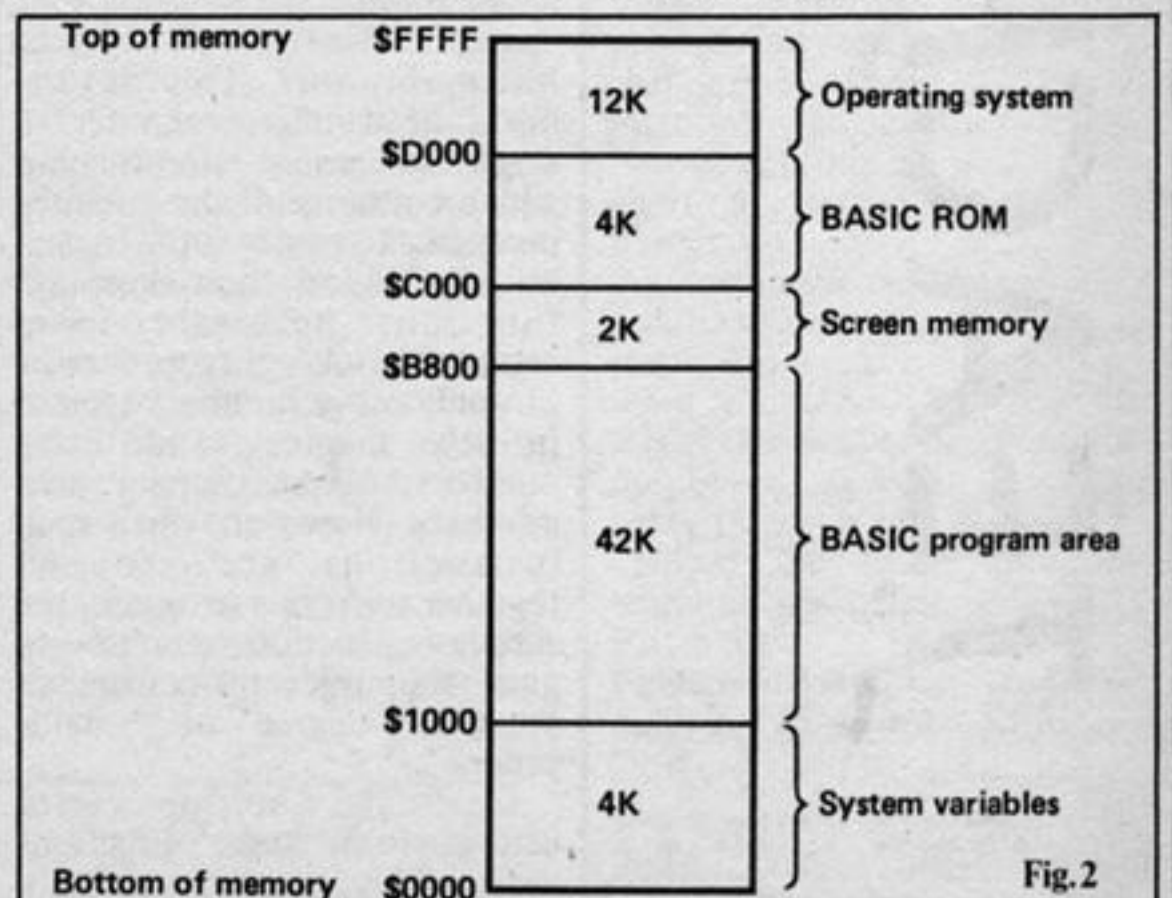 Top of memory $FFFF
12K Operating system
$D000
4K BASIC ROM
$C000
2K Screen memory
$B800
42K BASIC program area
$1000
4K System variables
Bottom of memory $0000
Fig.2